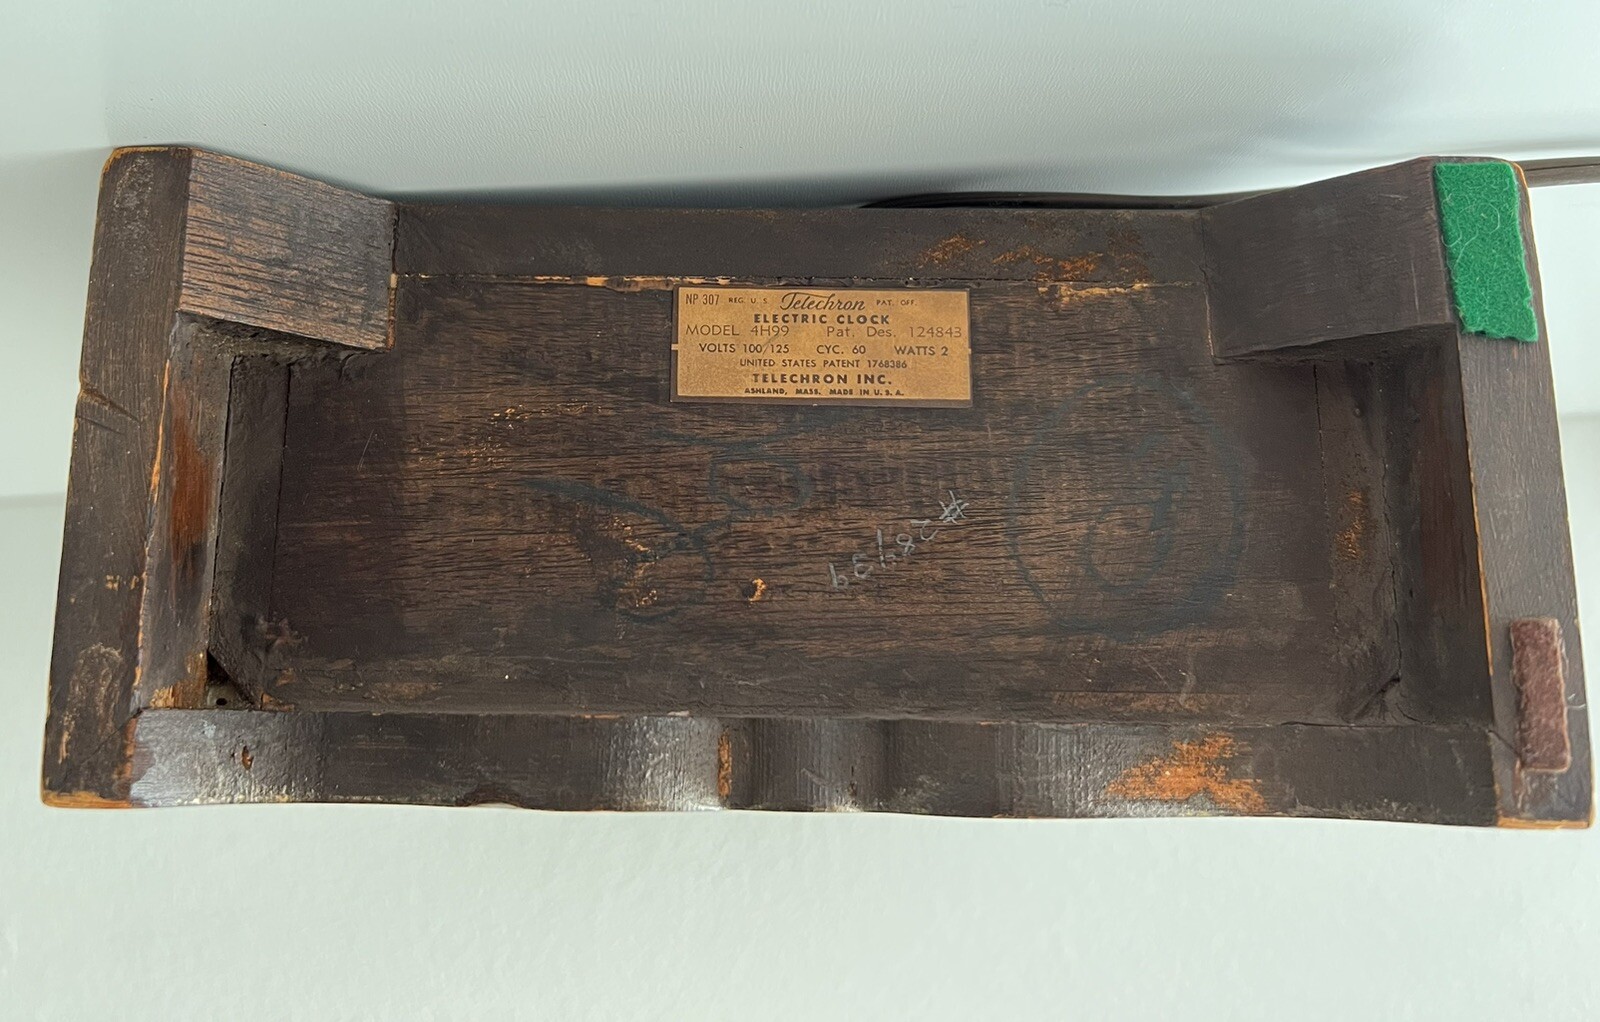 NP 307 REG. U. S. Telechron PAT. OFF.
ELECTRIC CLOCK
MODEL 4H99 Pat. Des. 124843
VOLTS 100/125 CYC. 60 WATTS 2
UNITED STATES PATENT 1768386
TELECHRON INC.
ASHLAND, MASS. MADE IN U. S. A.